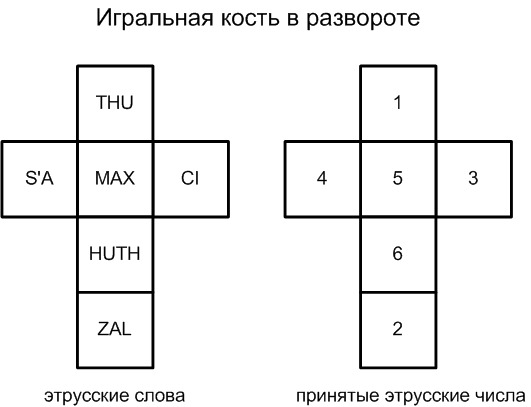 Игральная кость в развороте
THU 1
S'A MAX CI 4 5 3
HUTH 6
ZAL 2
этрусские слова принятые этрусские числа